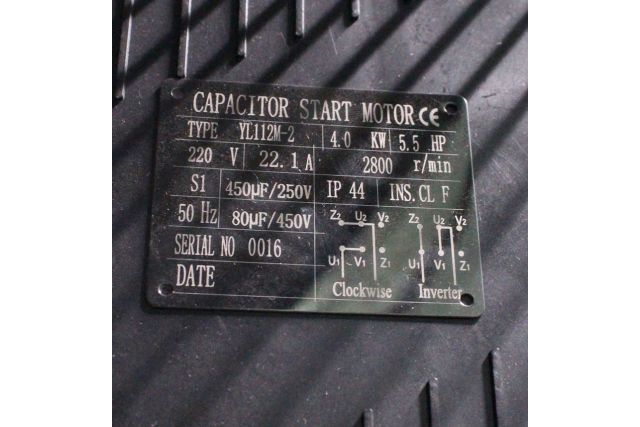 CAPACITOR START MOTOR CE
TYPE YL112M-2 4.0 KW 5.5 HP
220 V 22.1 A 2800 r/min
S1 450μF/250V IP 44 INS.CL F
50 Hz 80μF/450V
Z2 U2 V2 Z2 U2 V2
SERIAL NO 0016
U1 V1 Z1 U1 V1 Z1
DATE
Clockwise Inverter